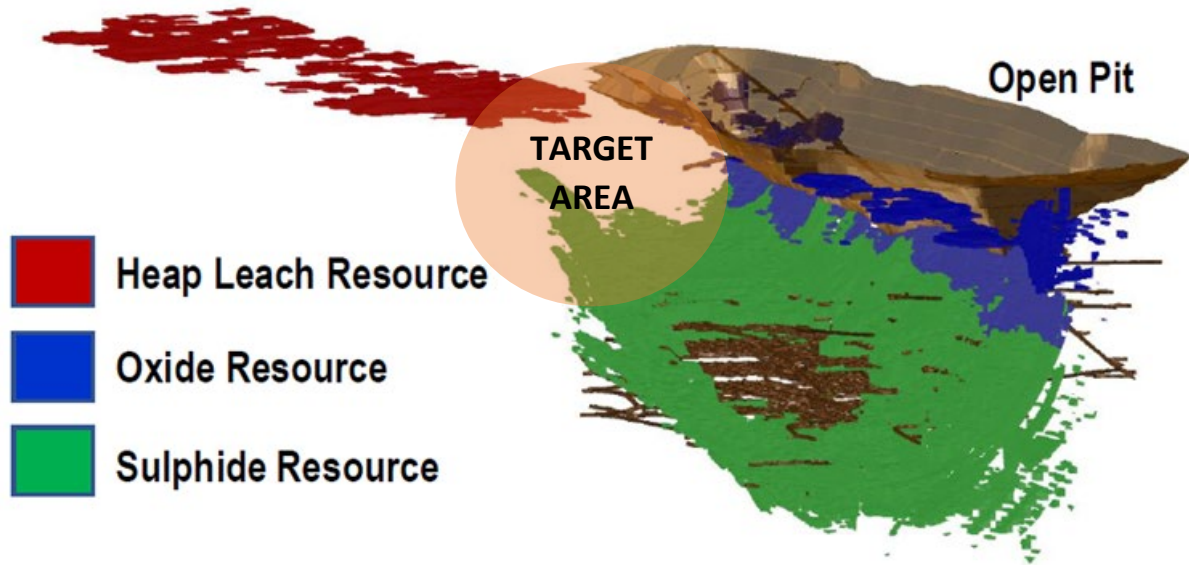 Open Pit
TARGET
AREA
Heap Leach Resource
Oxide Resource
Sulphide Resource